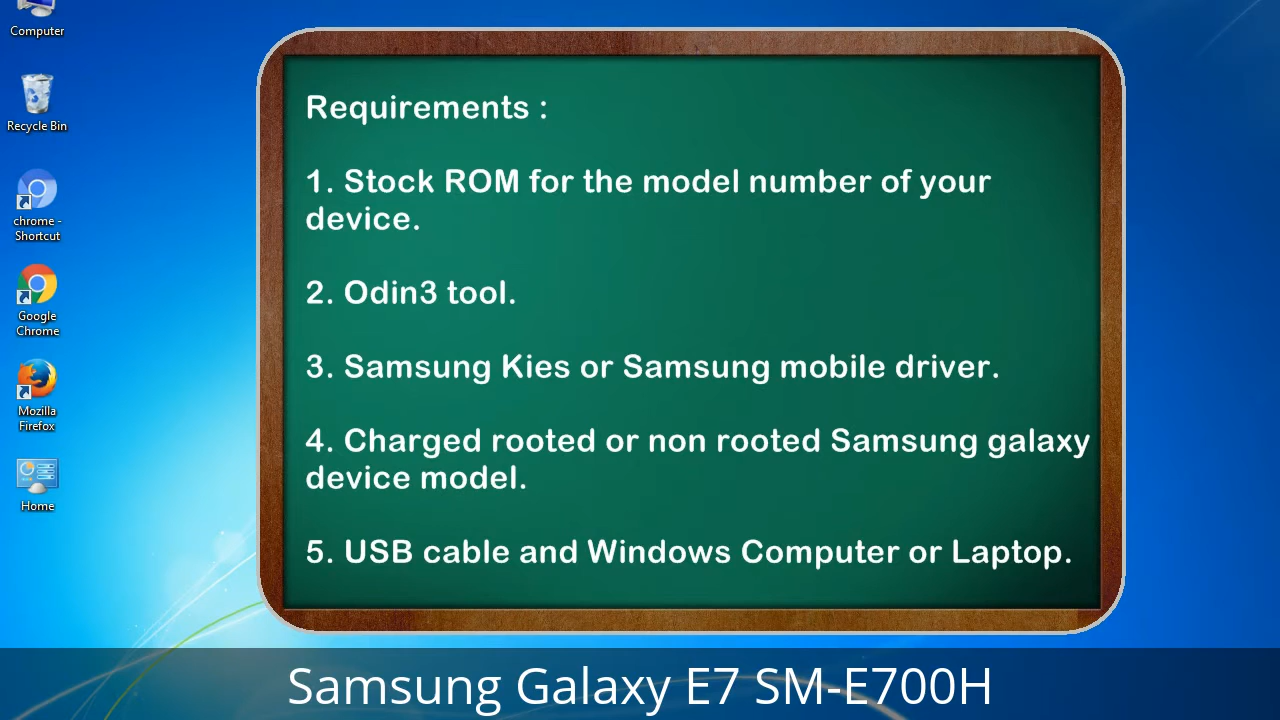 Computer
Recycle Bin
chrome -
Shortcut
Google
Chrome
Mozilla
Firefox
Home
Requirements :
1. Stock ROM for the model number of your
device.
2. Odin3 tool.
3. Samsung Kies or Samsung mobile driver.
4. Charged rooted or non rooted Samsung galaxy
device model.
5. USB cable and Windows Computer or Laptop.
Samsung Galaxy E7 SM-E700H